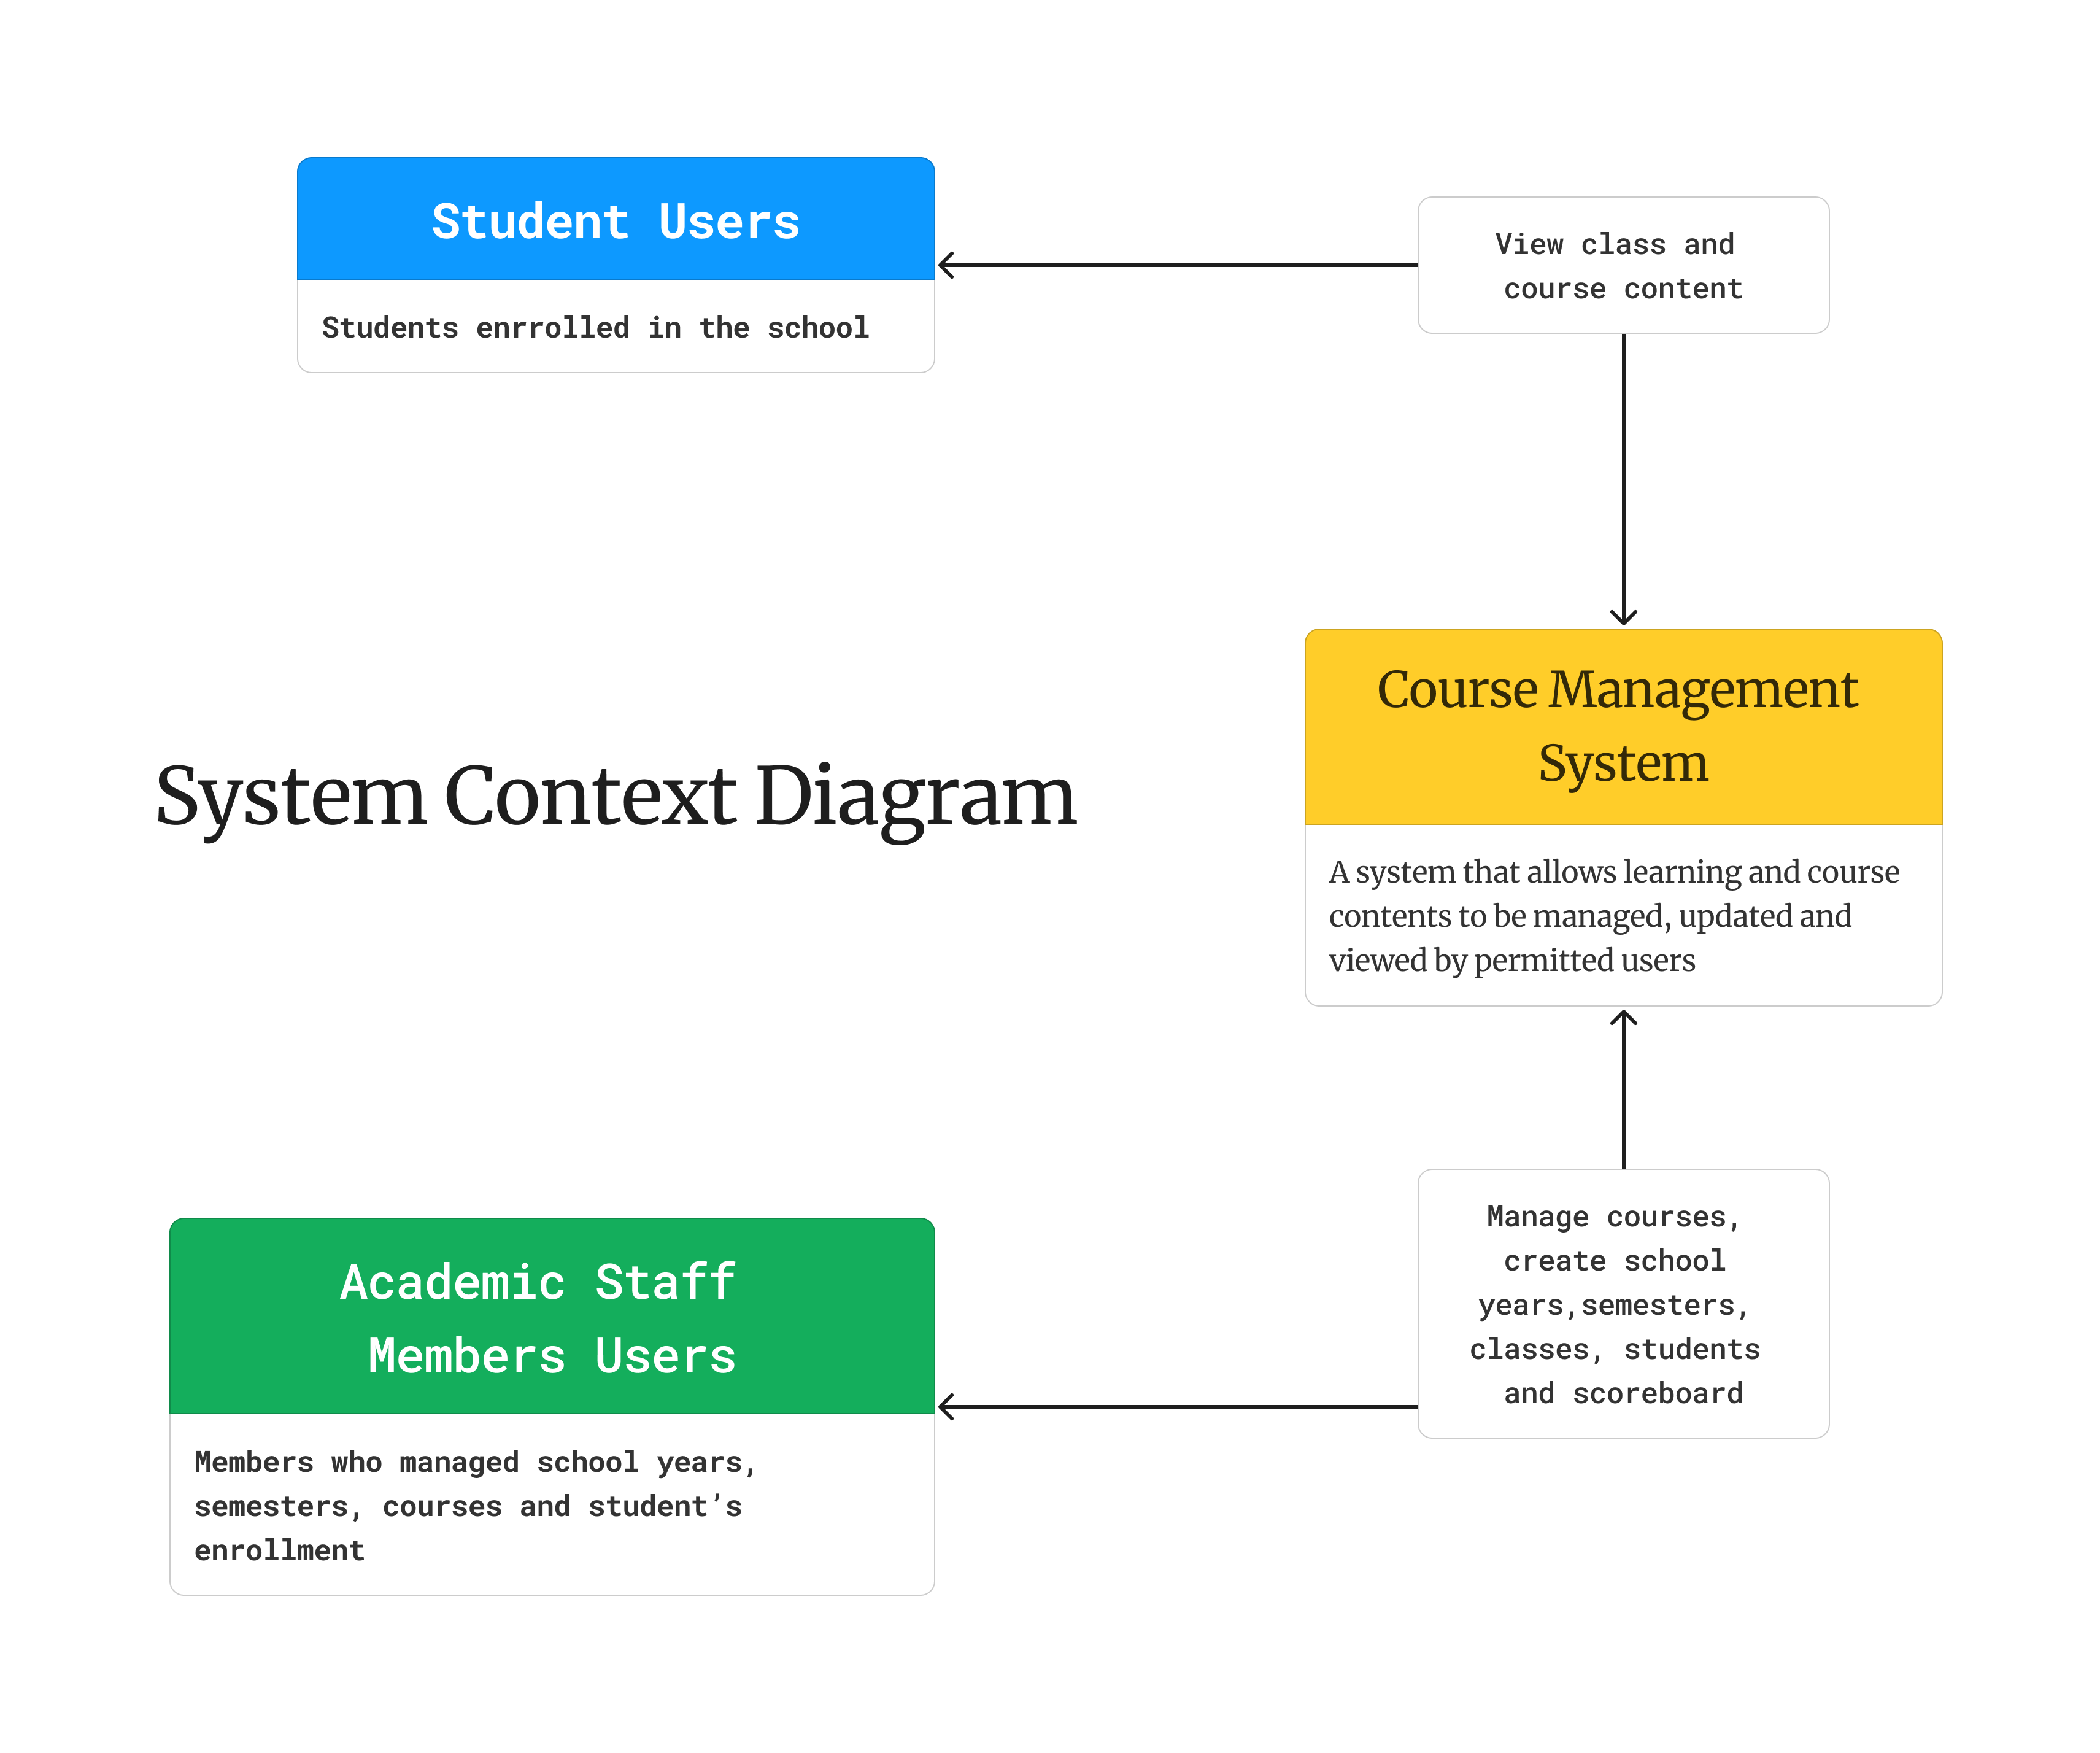 Student Users
Students enrrolled in the school
View class and
course content
Course Management
System
A system that allows learning and course
contents to be managed, updated and
viewed by permitted users
System Context Diagram
Academic Staff
Members Users
Members who managed school years,
semesters, courses and student’s
enrollment
Manage courses,
create school
years,semesters,
classes, students
and scoreboard